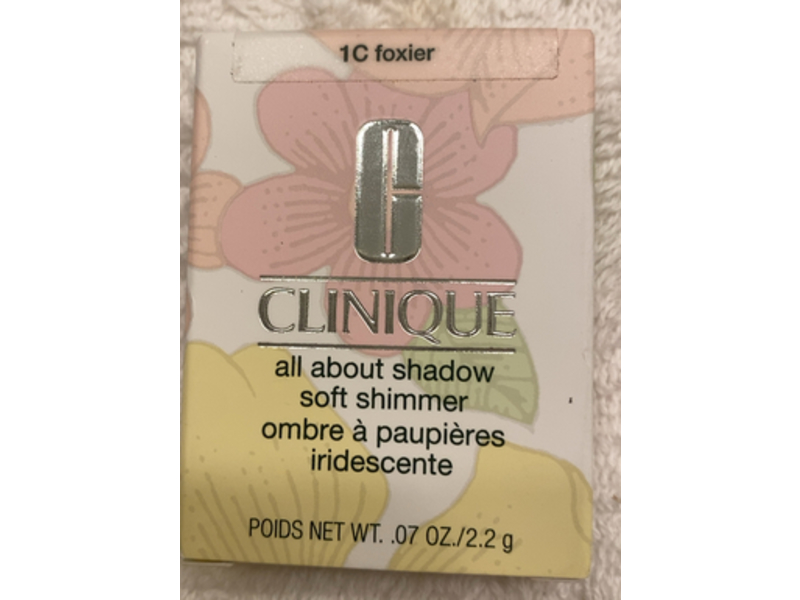 1C foxier
C
CLINIQUE
all about shadow
soft shimmer
ombre à paupières
iridescente
POIDS NET WT. .07 OZ./2.2 g